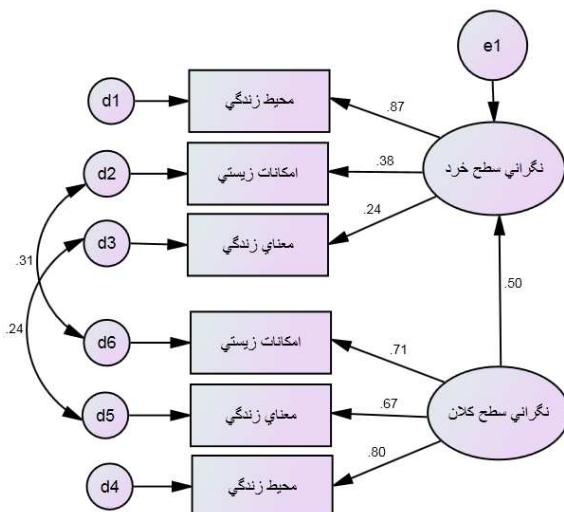 e1
d1
محيط زندگي
.87
d2
امكانات زيستي
.38
نگراني سطح خرد
d3
معناي زندگي
.24
.31
.50
.24
d6
امكانات زيستي
.71
d5
معناي زندگي
.67
نگراني سطح كلان
d4
محيط زندگي
.80